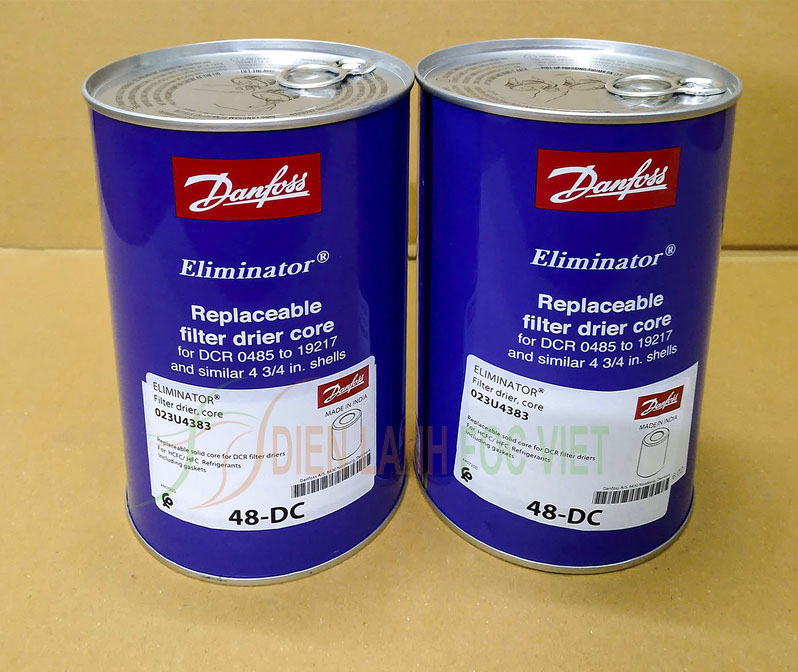 Danfoss
Eliminator®
Replaceable
filter drier core
for DCR 0485 to 19217
and similar 4 3/4 in. shells
ELIMINATOR®
Filter drier, core
023U4383
Danfoss
MADE IN INDIA
Replaceable solid core for DCR filter driers
For HCFC/ HFC Refrigerants
Including gaskets
48-DC
Danfoss
Eliminator®
Replaceable
filter drier core
for DCR 0485 to 19217
and similar 4 3/4 in. shells
ELIMINATOR®
Filter drier, core
023U4383
Danfoss
MADE IN INDIA
Replaceable solid core for DCR filter driers
For HCFC/ HFC Refrigerants
Including gaskets
48-DC
DIEN LANH FOC VIET